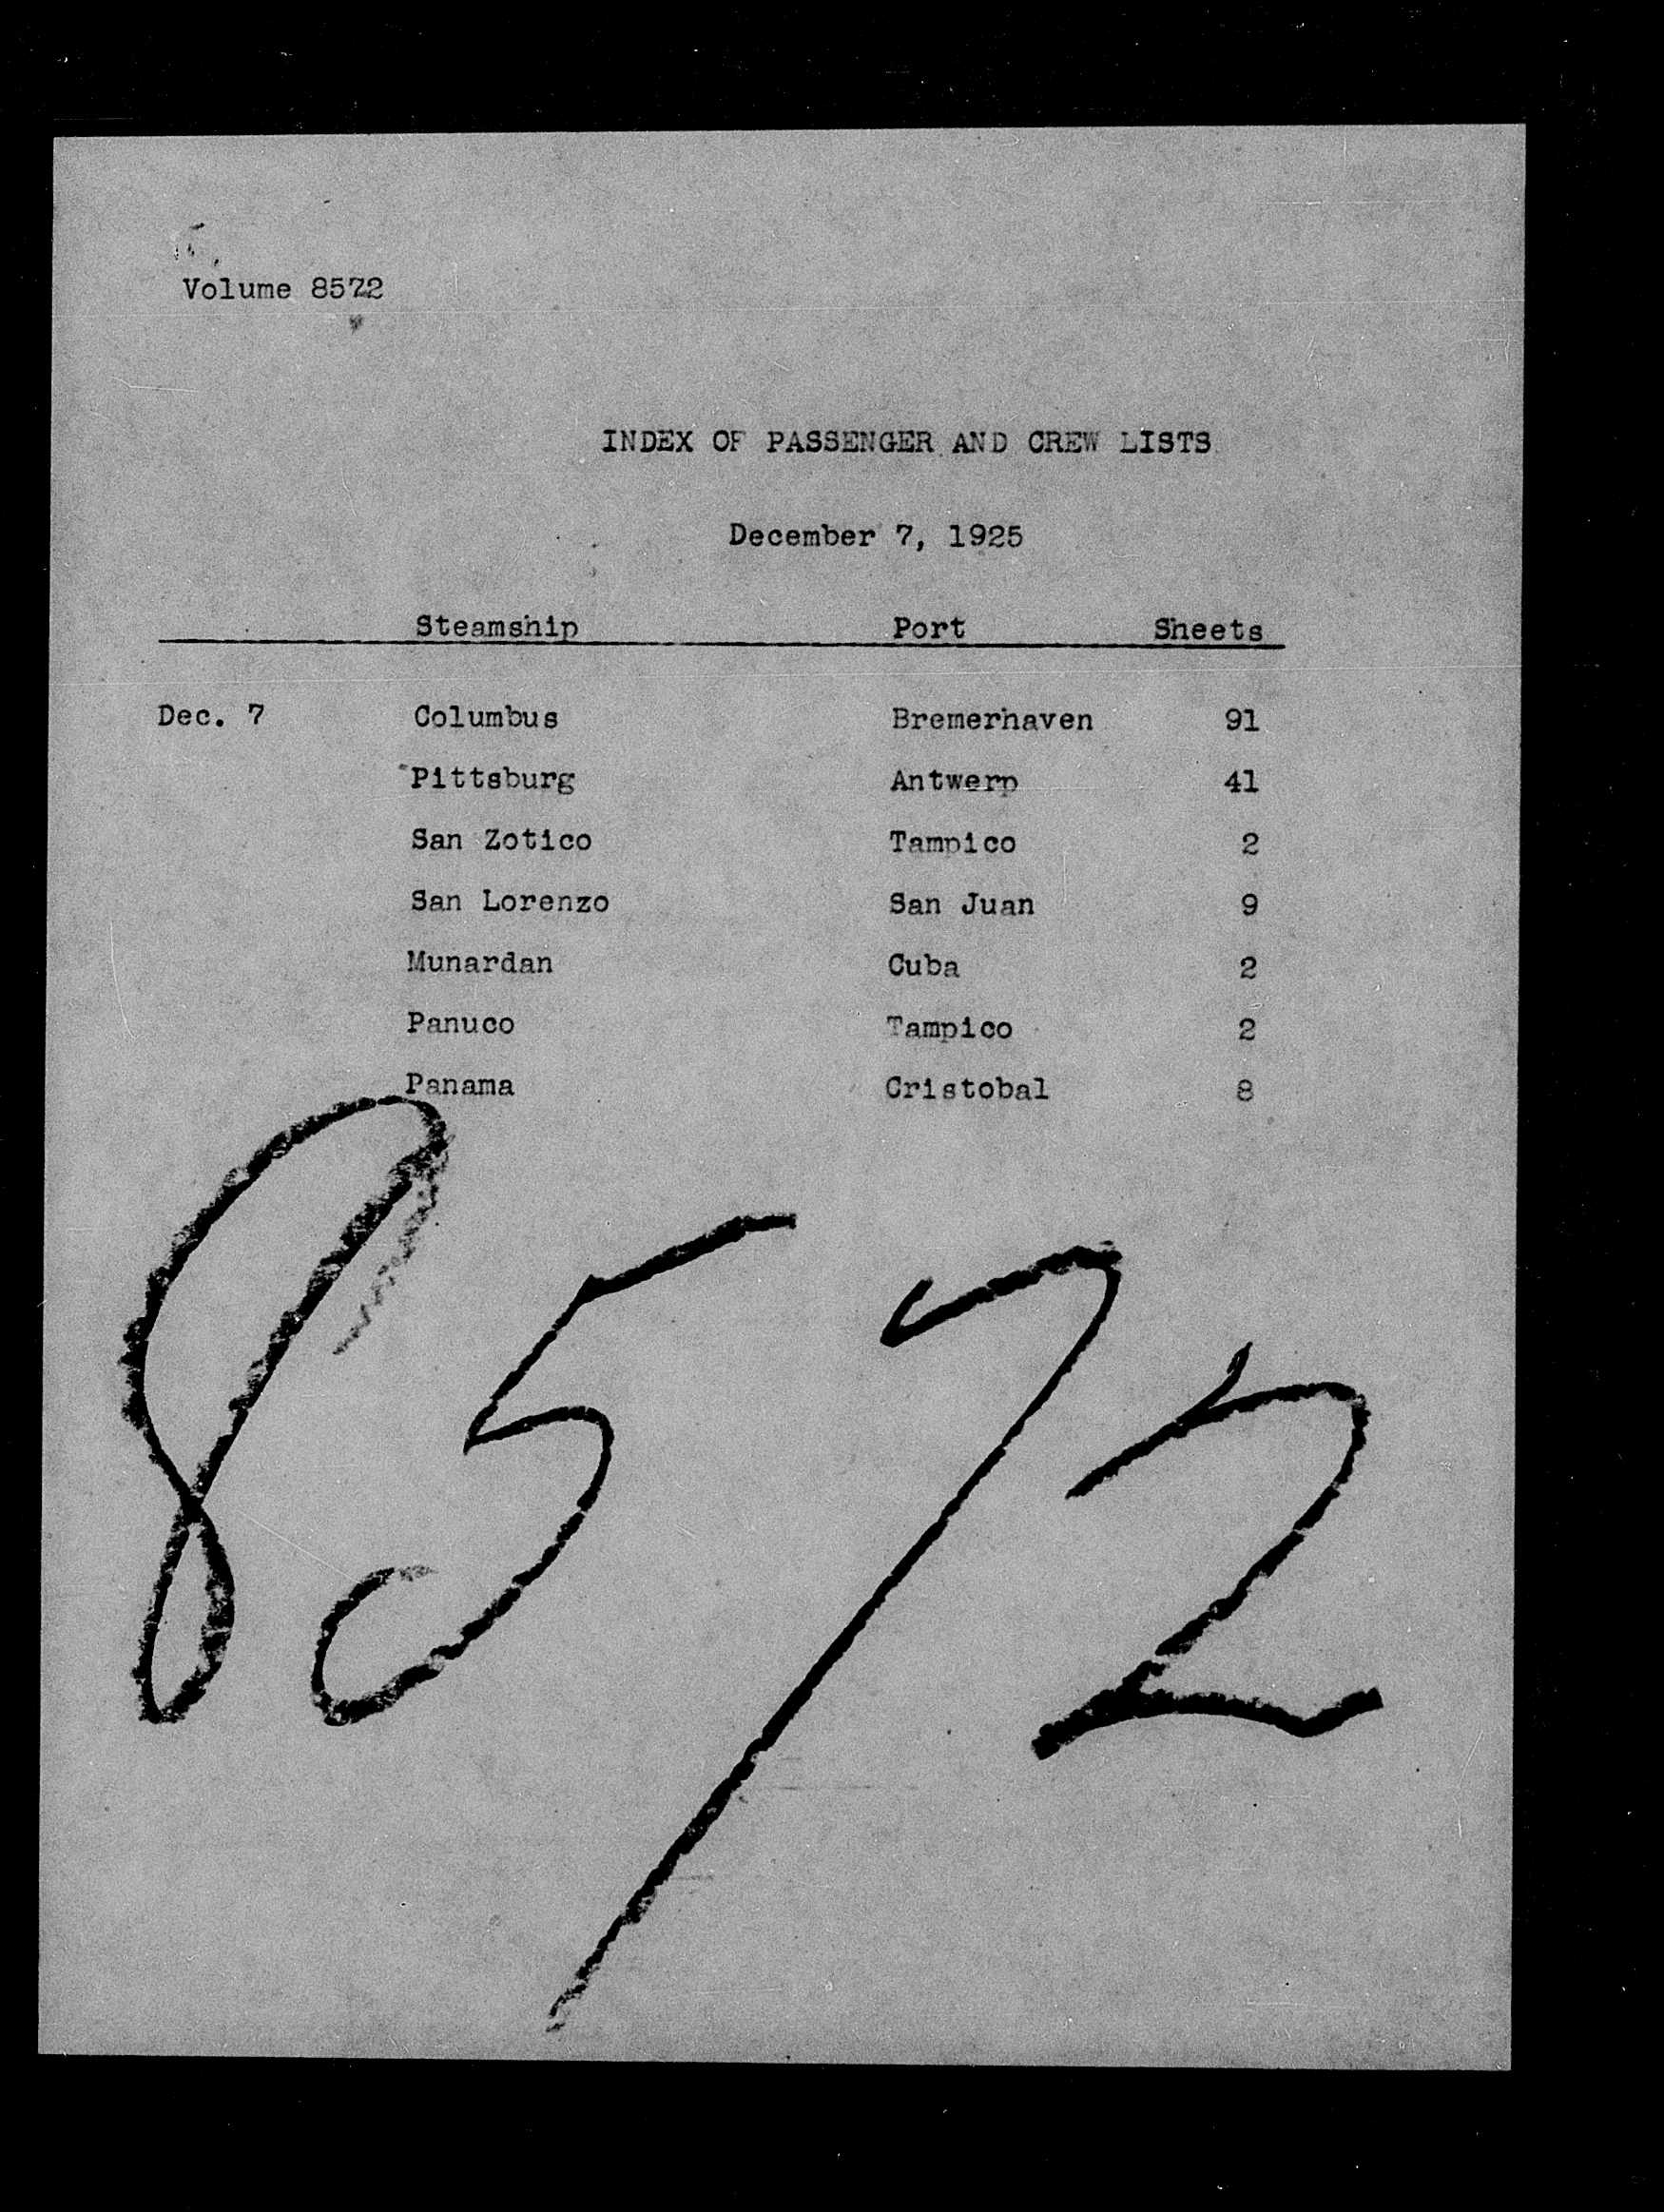 Volume 8572
INDEX OF PASSENGER AND CREW LISTS
December 7, 1925
Steamship Port Sheets
Dec. 7 Columbus Bremerhaven 91
Pittsburg Antwerp 41
San Zotico Tampico 2
San Lorenzo San Juan 9
Munardan Cuba 2
Panuco Tampico 2
Panama Cristobal 8
8572